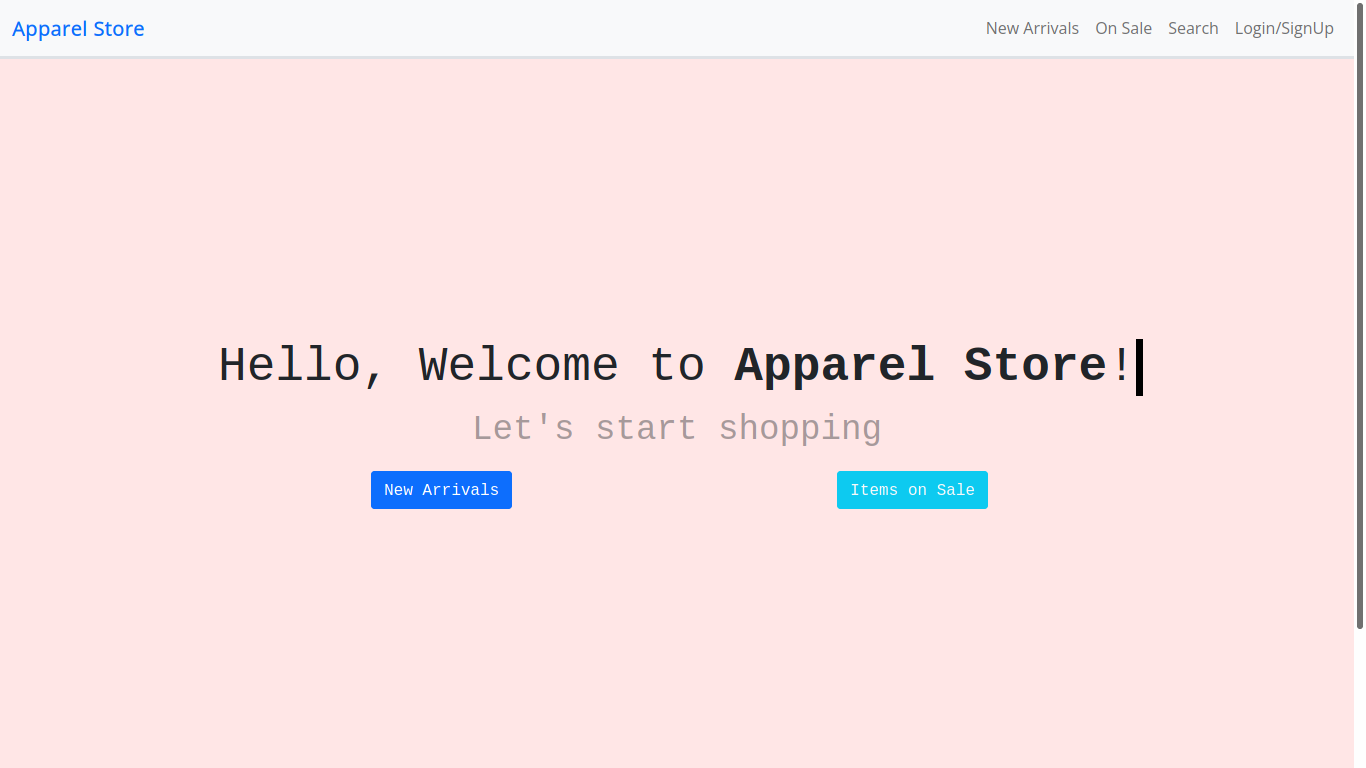 Apparel Store
New Arrivals On Sale Search Login/SignUp
Hello, Welcome to Apparel Store!
Let's start shopping
New Arrivals
Items on Sale